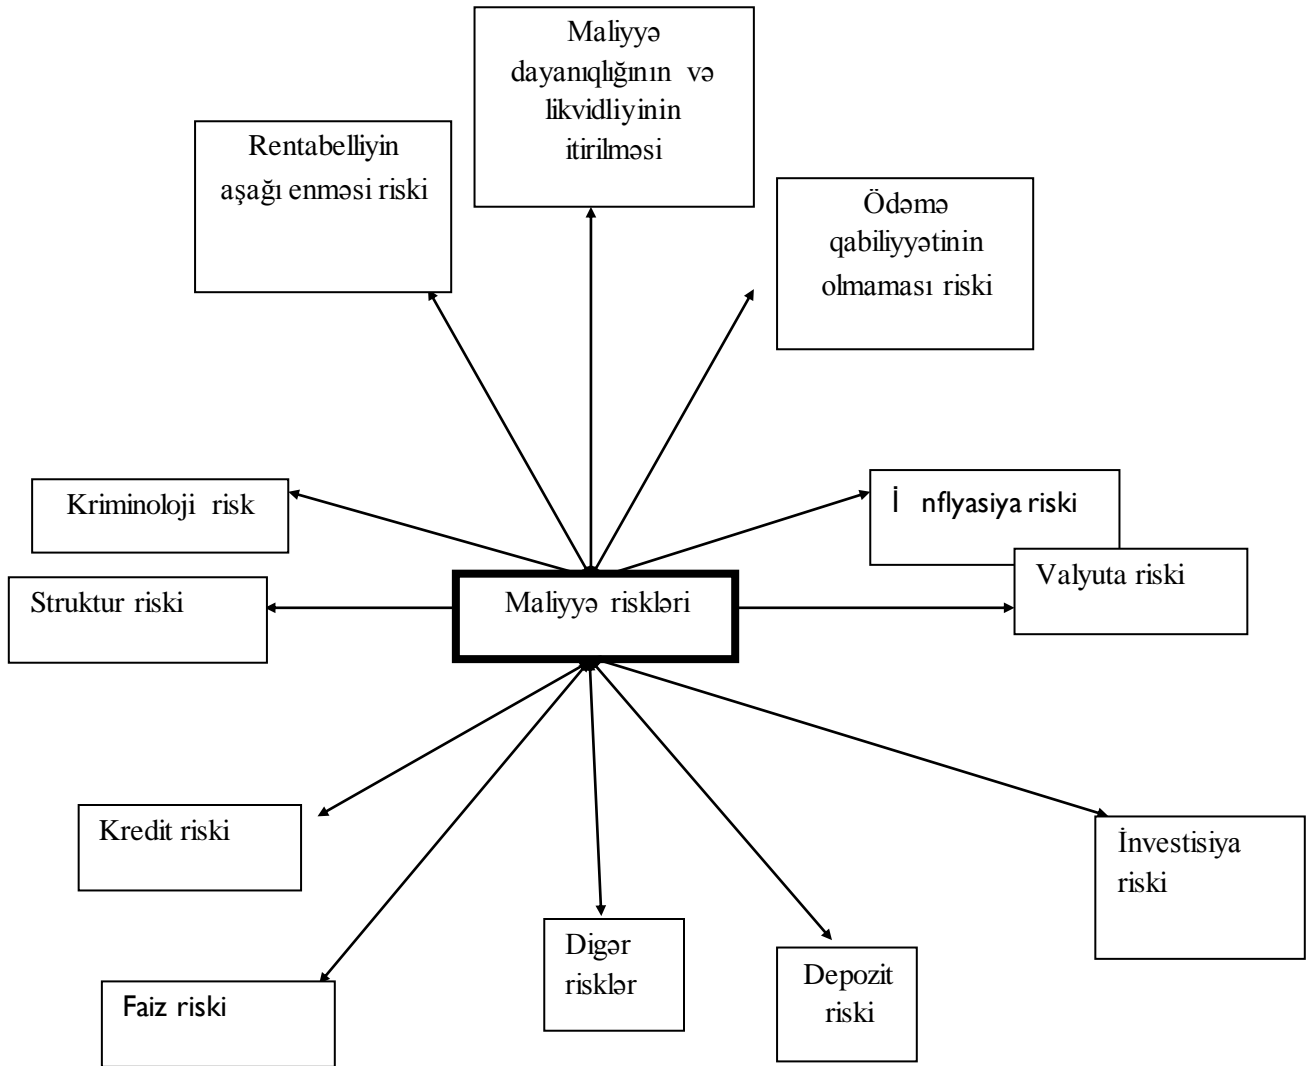 Maliyyə
dayanıqlığının və
likvidliyinin
itirilməsi
Rentabelliyin
aşağı enməsi riski
Ödəmə
qabiliyyətinin
olmaması riski
Kriminoloji risk
İ nflyasiya riski
Valyuta riski
Struktur riski
Maliyyə riskləri
Kredit riski
İnvestisiya
riski
Digər
risklər
Depozit
riski
Faiz riski